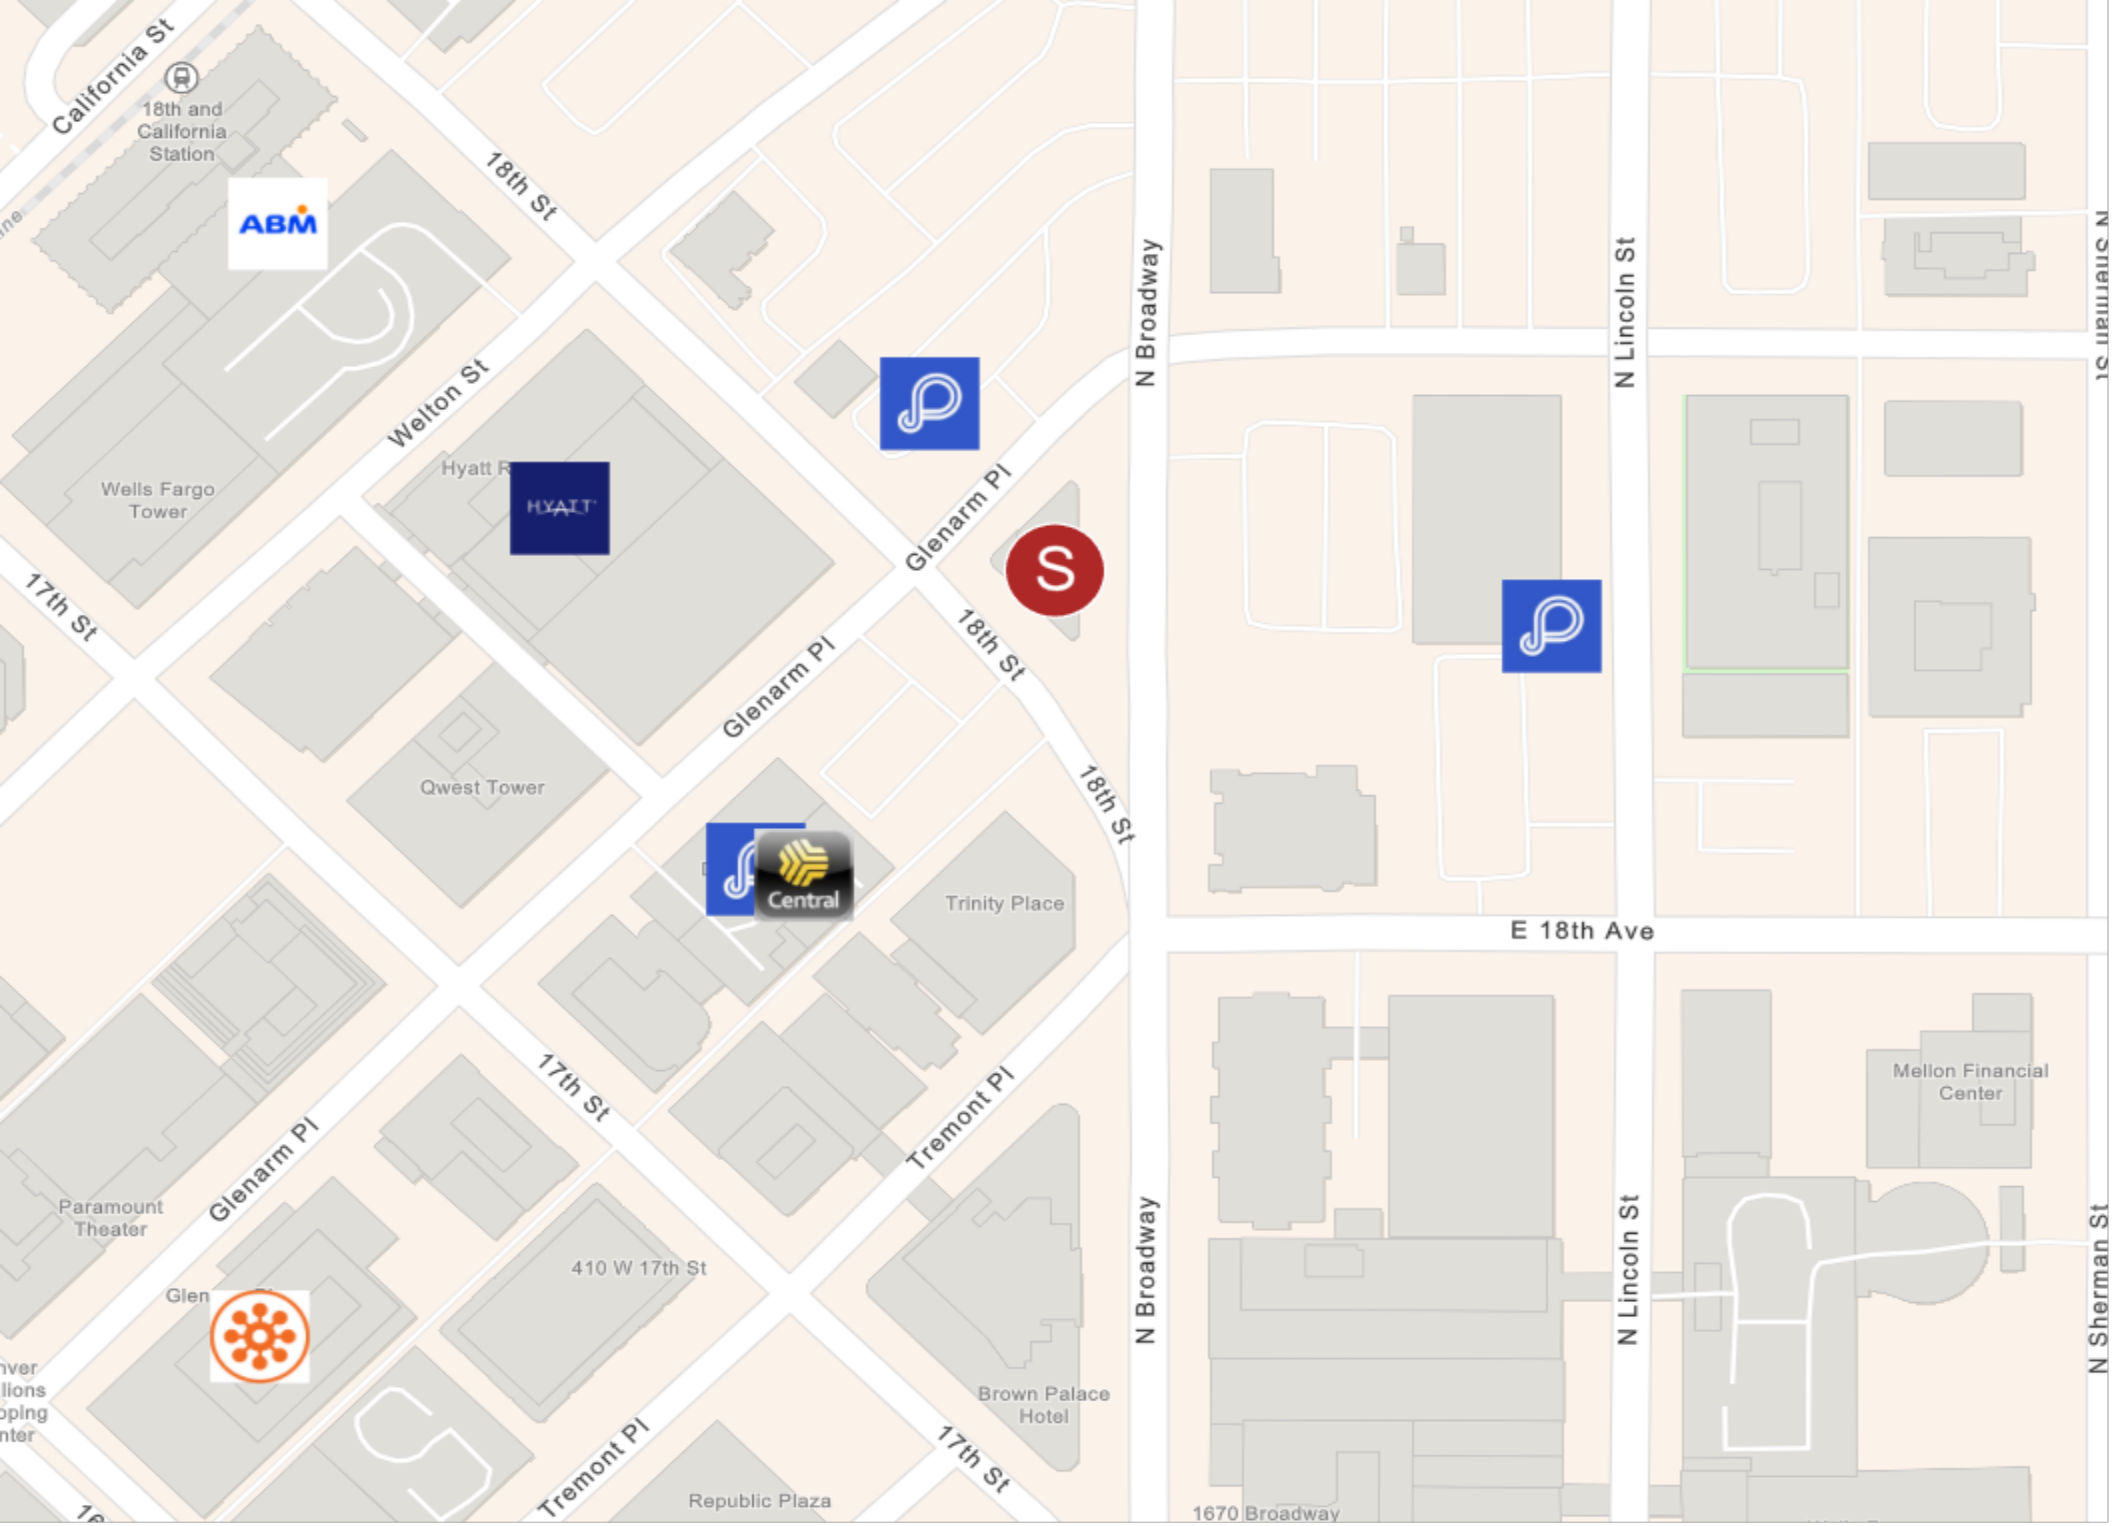 California St
18th and
California
Station
ABM
18th St
Welton St
N Broadway
N Lincoln St
N Sherman St
Wells Fargo
Tower
Hyatt R
HYATT
17th St
Glenarm Pl
S
18th St
Glenarm Pl
Qwest Tower
18th St
Central
Trinity Place
E 18th Ave
17th St
Tremont Pl
Mellon Financial
Center
Glenarm Pl
Paramount
Theater
410 W 17th St
N Broadway
N Lincoln St
N Sherman St
Glen
Brown Palace
Hotel
Tremont Pl
17th St
Republic Plaza
1670 Broadway